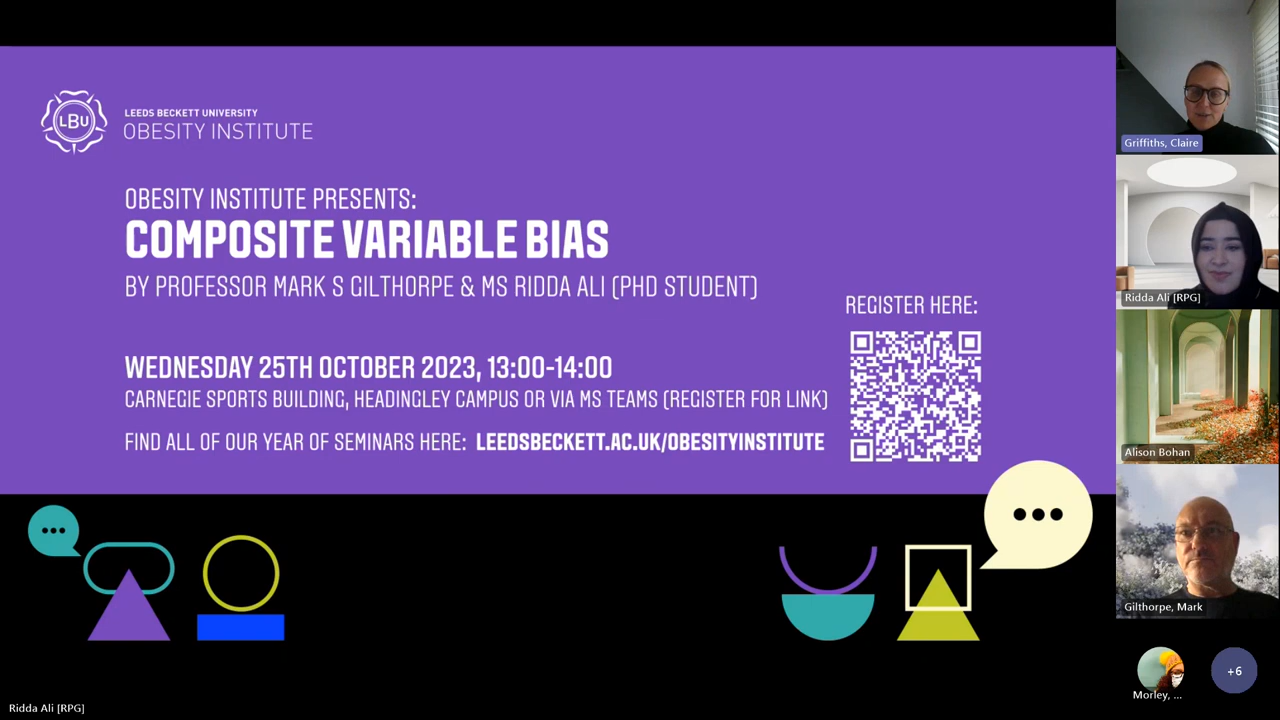 LBU
LEEDS BECKETT UNIVERSITY
OBESITY INSTITUTE
OBESITY INSTITUTE PRESENTS:
COMPOSITE VARIABLE BIAS
BY PROFESSOR MARK S GILTHORPE & MS RIDDA ALI (PHD STUDENT)
REGISTER HERE:
WEDNESDAY 25TH OCTOBER 2023, 13:00-14:00
CARNEGIE SPORTS BUILDING, HEADINGLEY CAMPUS OR VIA MS TEAMS (REGISTER FOR LINK)
FIND ALL OF OUR YEAR OF SEMINARS HERE: LEEDSBECKETT.AC.UK/OBESITYINSTITUTE
Ridda Ali [RPG]
Griffiths, Claire
Ridda Ali [RPG]
Alison Bohan
Gilthorpe, Mark
Morley, ...
+6